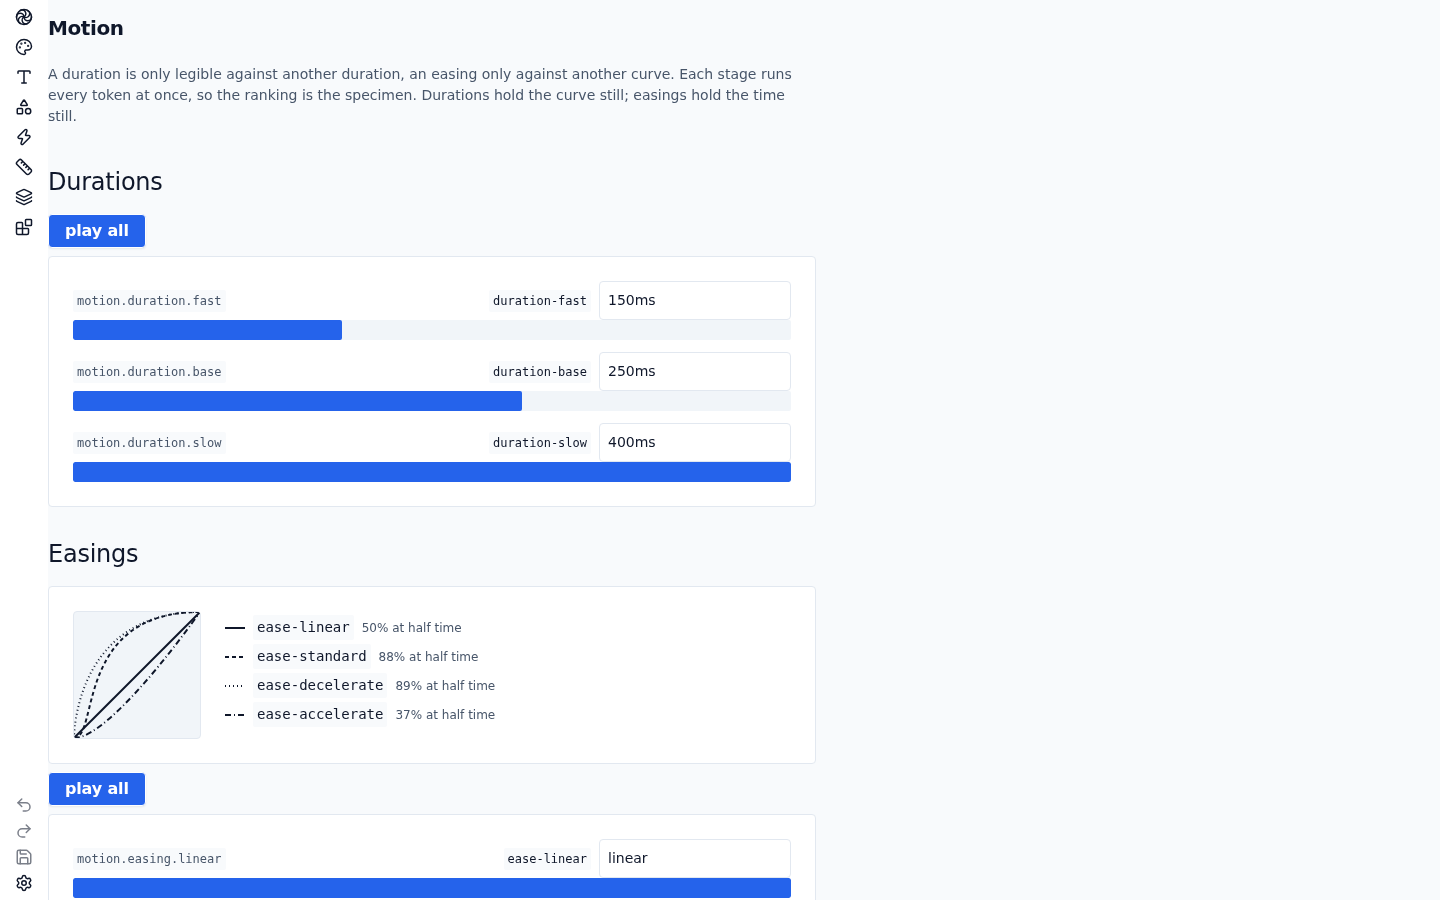 Motion
A duration is only legible against another duration, an easing only against another curve. Each stage runs
every token at once, so the ranking is the specimen. Durations hold the curve still; easings hold the time
still.
Durations
play all
motion.duration.fast duration-fast 150ms
motion.duration.base duration-base 250ms
motion.duration.slow duration-slow 400ms
Easings
ease-linear 50% at half time
ease-standard 88% at half time
ease-decelerate 89% at half time
ease-accelerate 37% at half time
play all
motion.easing.linear ease-linear linear